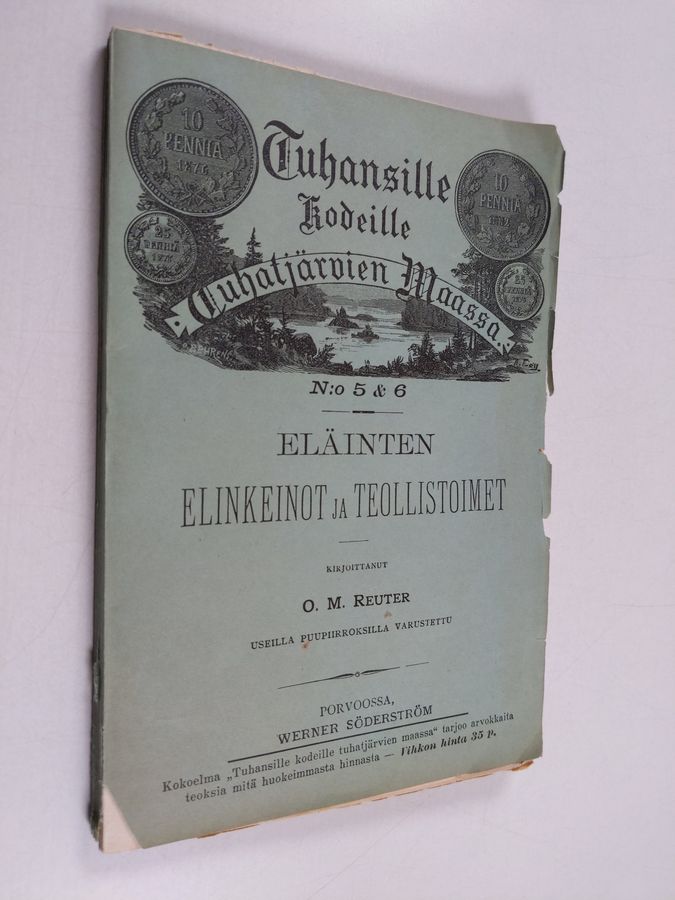 10
PENNIÄ
1876
25
PENNIÄ
10
PENNIÄ
25
PENNIÄ
Tuhansille
Kodeille
Tuhatjärvien Maassa.
N:o 5 & 6
ELÄINTEN
ELINKEINOT JA TEOLLISTOIMET
KIRJOITTANUT
O. M. REUTER
USEILLA PUUPIIRROKSILLA VARUSTETTU
PORVOOSSA,
WERNER SÖDERSTRÖM
Kokoelma „Tuhansille kodeille tuhatjärvien maassa“ tarjoo arvokkaita
teoksia mitä huokeimmasta hinnasta — Vihkon hinta 35 p.